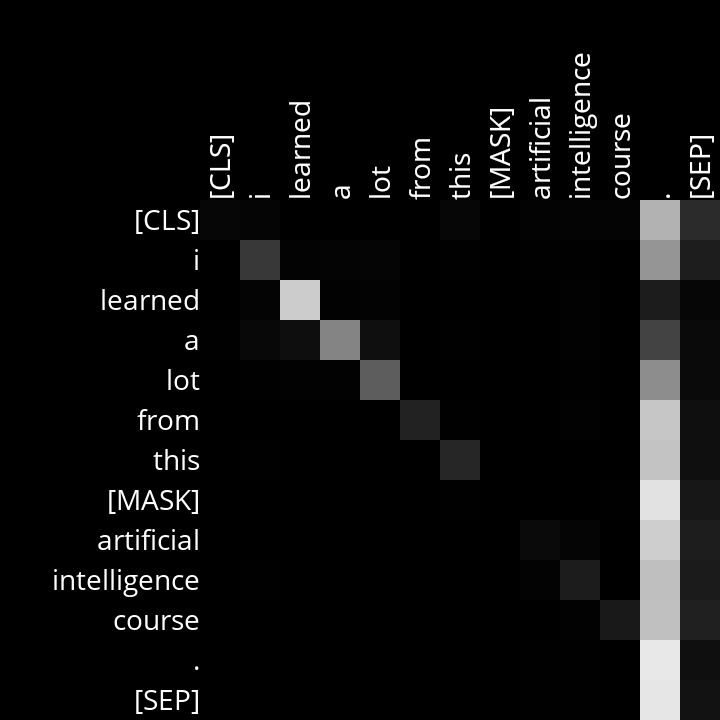 [CLS]
i
learned
a
lot
from
this
[MASK]
artificial
intelligence
course
.
[SEP]
[CLS]
i
learned
a
lot
from
this
[MASK]
artificial
intelligence
course
.
[SEP]